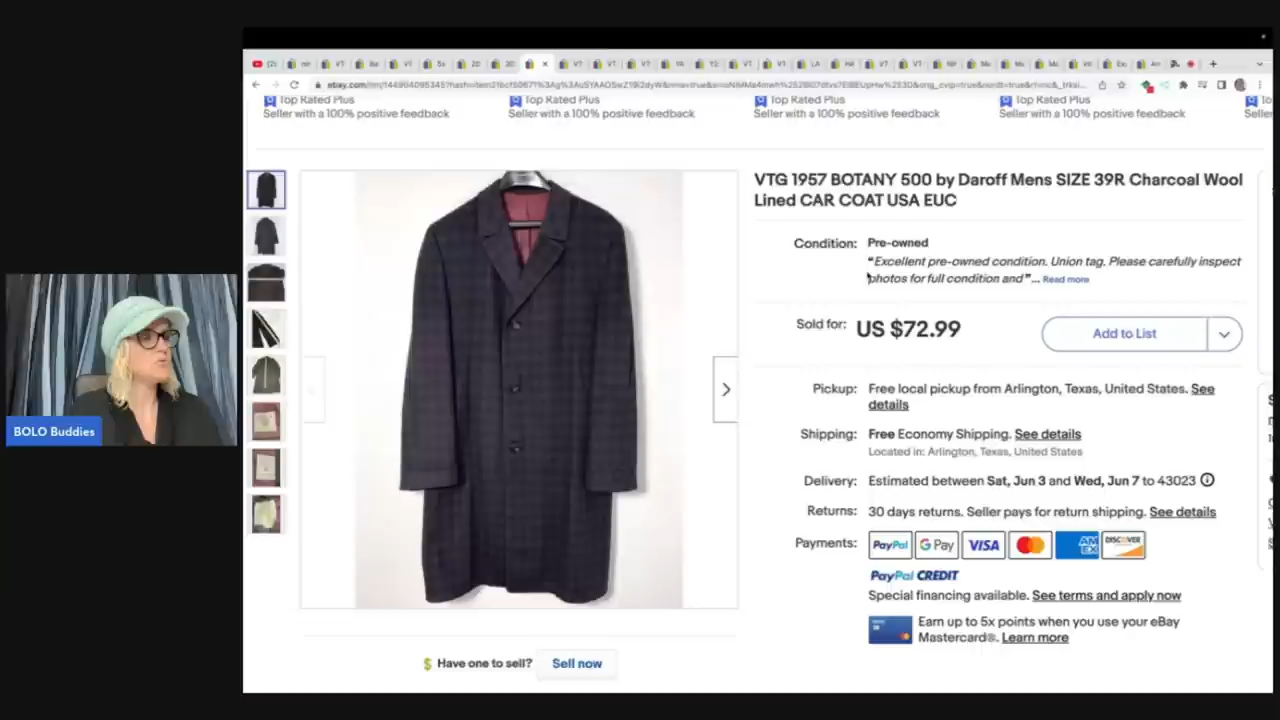 Top Rated Plus
Seller with a 100% positive feedback
Top Rated Plus
Seller with a 100% positive feedback
Top Rated Plus
Seller with a 100% positive feedback
Top Rated Plus
Seller with a 100% positive feedback
VTG 1957 BOTANY 500 by Daroff Mens SIZE 39R Charcoal Wool
Lined CAR COAT USA EUC
Condition: Pre-owned
“Excellent pre-owned condition. Union tag. Please carefully inspect
photos for full condition and”... Read more
Sold for: US $72.99
Add to List
Pickup: Free local pickup from Arlington, Texas, United States. See
details
Shipping: Free Economy Shipping. See details
Located in: Arlington, Texas, United States
Delivery: Estimated between Sat, Jun 3 and Wed, Jun 7 to 43023
Returns: 30 days returns. Seller pays for return shipping. See details
Payments: PayPal G Pay VISA AM EX DISCOVER
PayPal CREDIT
Special financing available. See terms and apply now
Earn up to 5x points when you use your eBay
Mastercard®. Learn more
Have one to sell? Sell now
BOLO Buddies